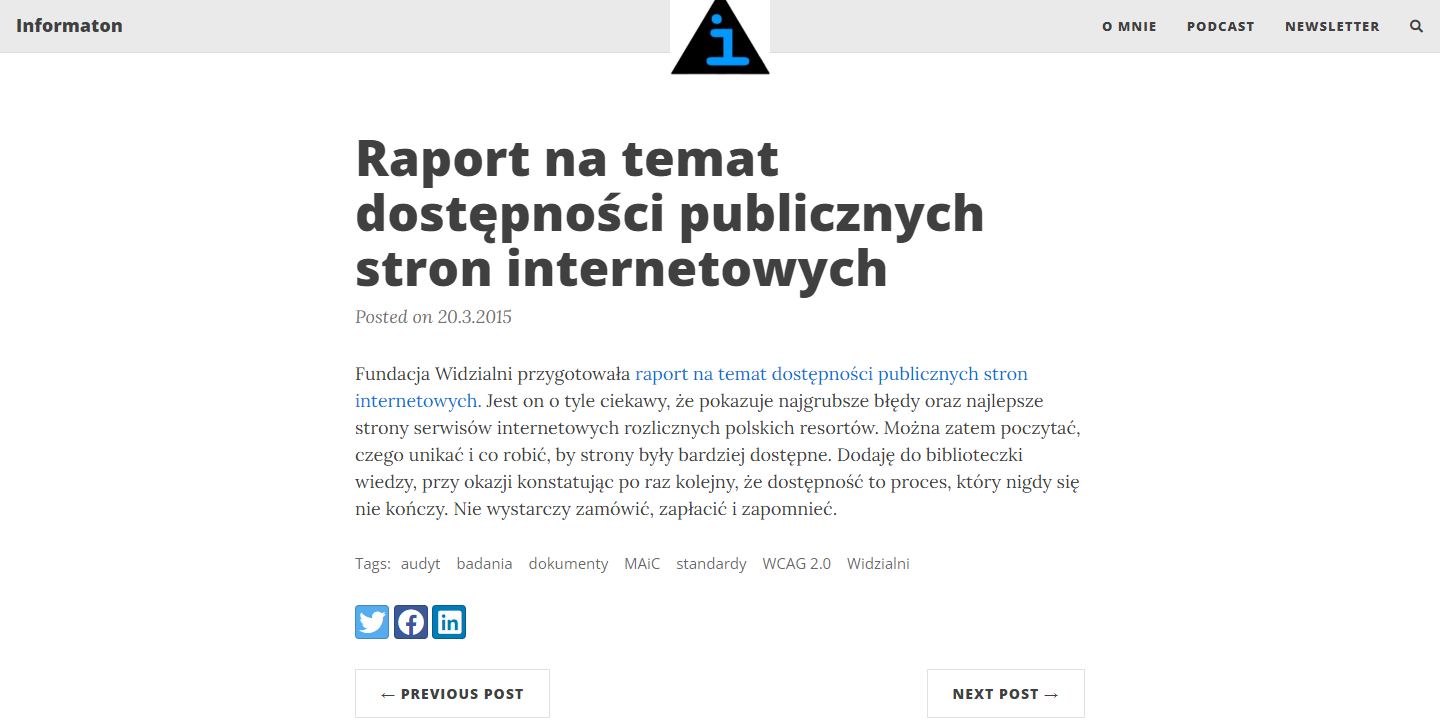 Informaton
i
O MNIE
PODCAST
NEWSLETTER
Raport na temat
dostępności publicznych
stron internetowych
Posted on 20.3.2015
Fundacja Widzialni przygotowała raport na temat dostępności publicznych stron
internetowych. Jest on o tyle ciekawy, że pokazuje najgrubsze błędy oraz najlepsze
strony serwisów internetowych rozlicznych polskich resortów. Można zatem poczytać,
czego unikać i co robić, by strony były bardziej dostępne. Dodaję do biblioteczki
wiedzy, przy okazji konstatując po raz kolejny, że dostępność to proces, który nigdy się
nie kończy. Nie wystarczy zamówić, zapłacić i zapomnieć.
Tags: audyt badania dokumenty MAiC standardy WCAG 2.0 Widzialni
← PREVIOUS POST
NEXT POST →